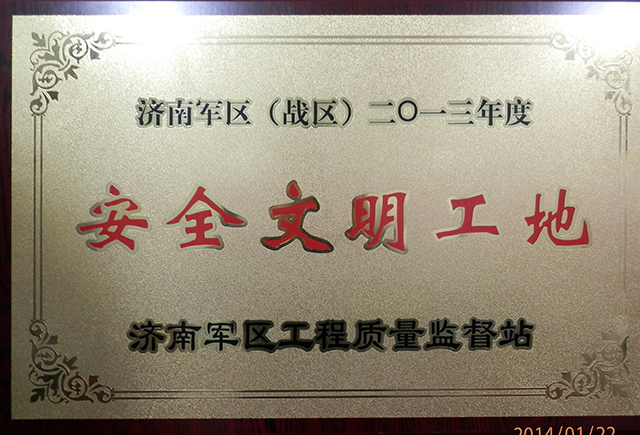 济南军区（战区）二〇一三年度
安全文明工地
济南军区工程质量监督站
2014/01/22